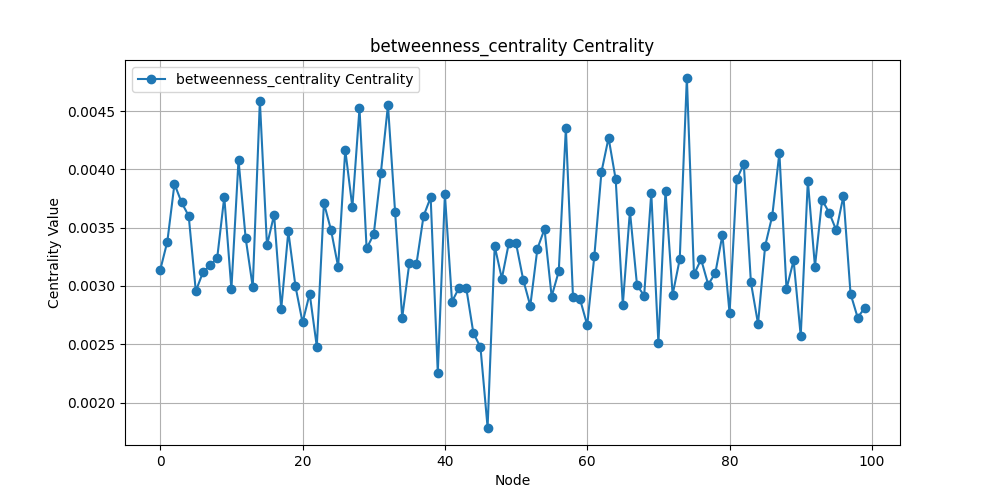 betweenness_centrality Centrality
betweenness_centrality Centrality
0.0045
0.0040
0.0035
0.0030
0.0025
0.0020
Centrality Value
0 20 40 60 80 100
Node